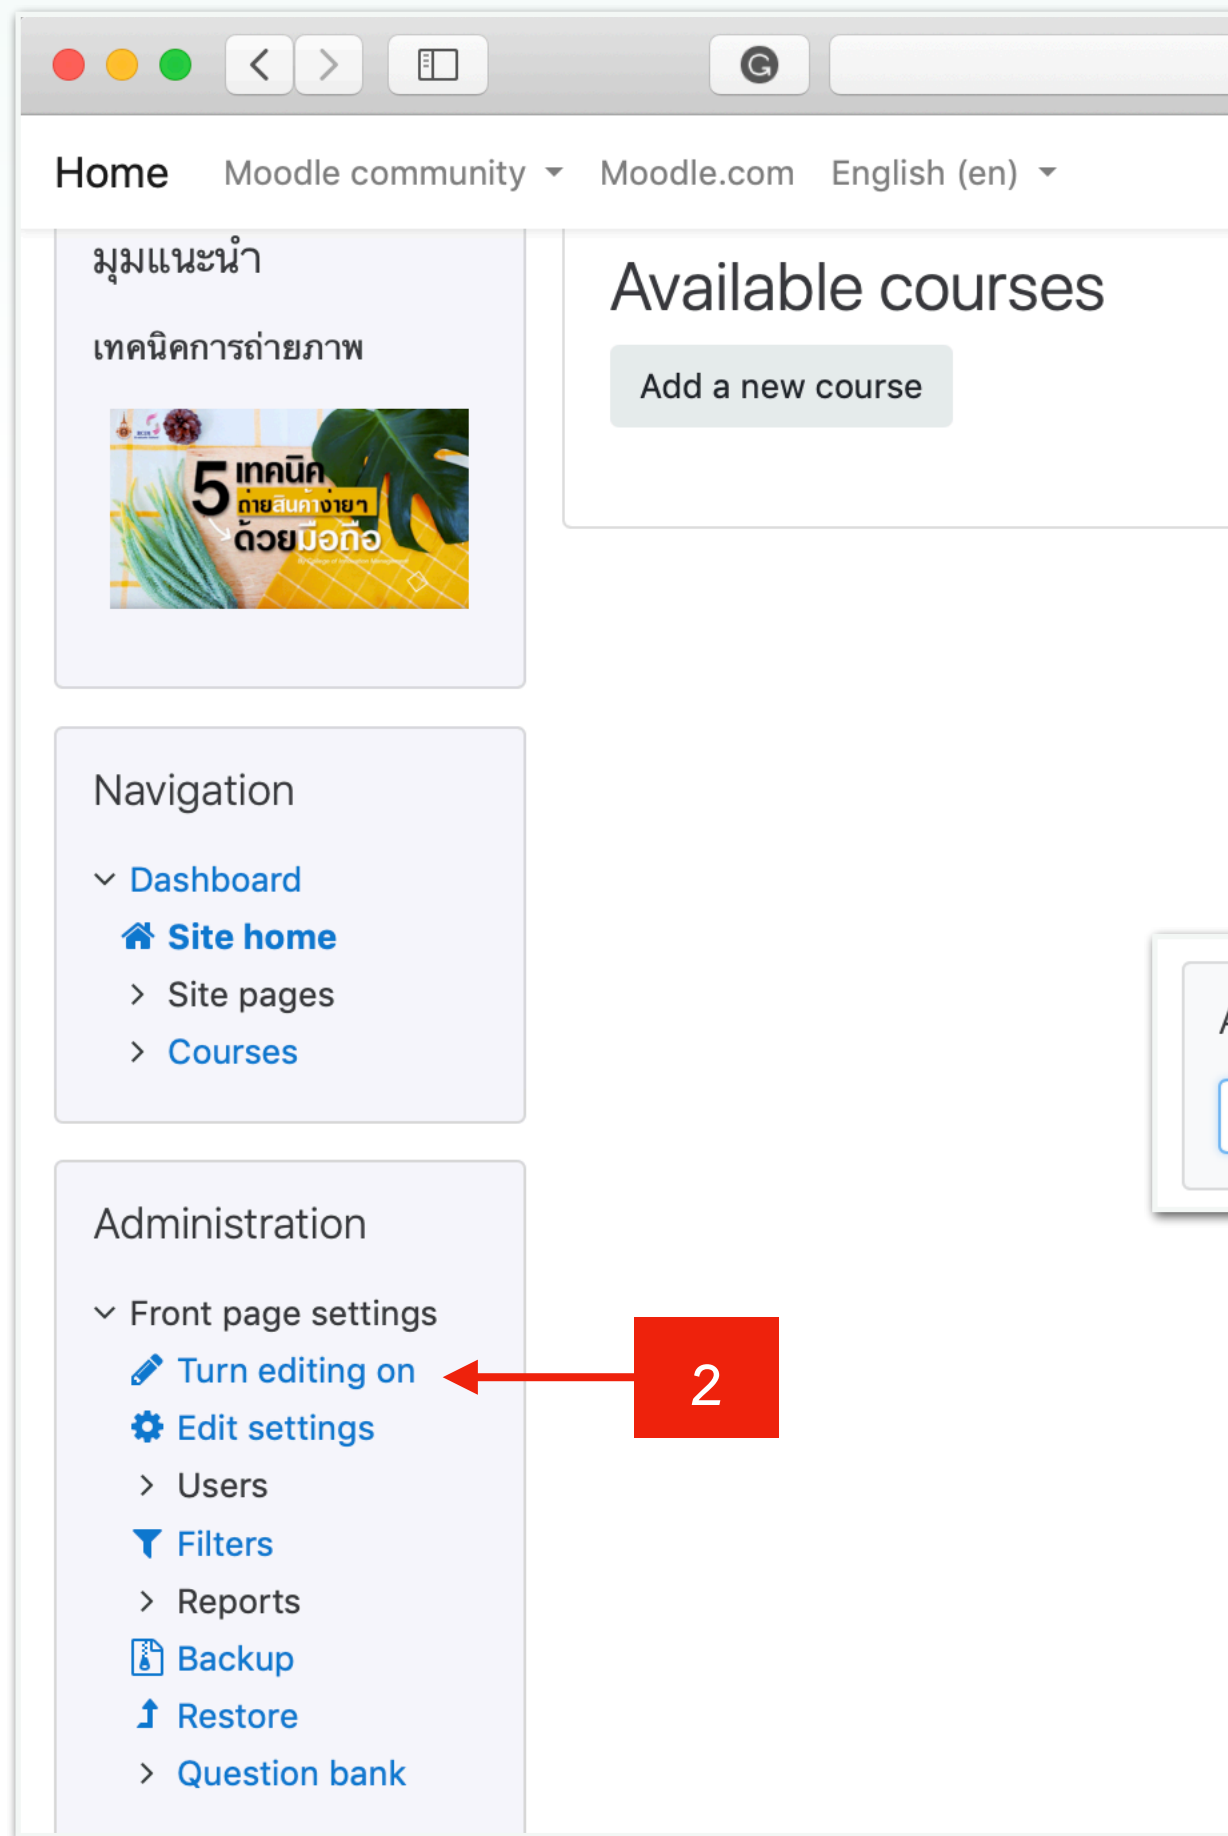 Home Moodle community Moodle.com English (en)
มุมแนะนำ
เทคนิคการถ่ายภาพ
5 เทคนิค
ถ่ายสินค้าง่ายๆ
ด้วยมือถือ
Available courses
Add a new course
Navigation
Dashboard
Site home
Site pages
Courses
Administration
Front page settings
Turn editing on
2
Edit settings
Users
Filters
Reports
Backup
Restore
Question bank